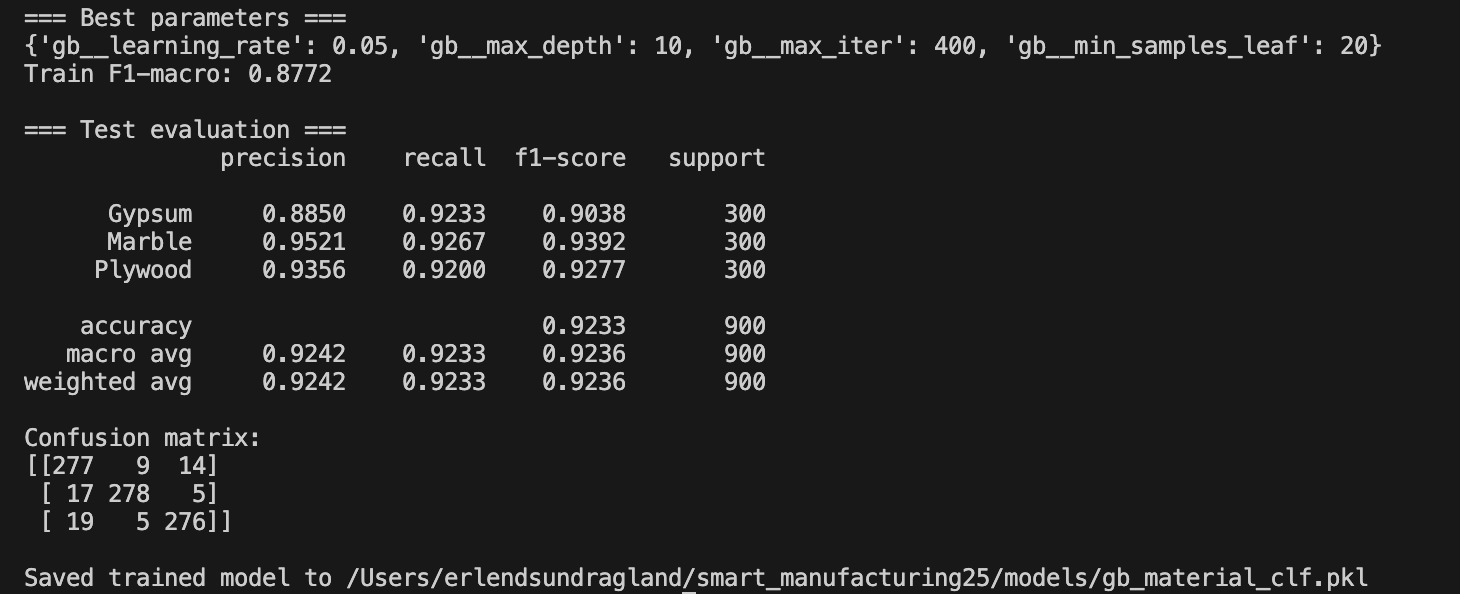 === Best parameters ===
{'gb__learning_rate': 0.05, 'gb__max_depth': 10, 'gb__max_iter': 400, 'gb__min_samples_leaf': 20}
Train F1-macro: 0.8772

=== Test evaluation ===
              precision    recall  f1-score   support

      Gypsum     0.8850    0.9233    0.9038       300
      Marble     0.9521    0.9267    0.9392       300
     Plywood     0.9356    0.9200    0.9277       300

    accuracy                         0.9233       900
   macro avg     0.9242    0.9233    0.9236       900
weighted avg     0.9242    0.9233    0.9236       900

Confusion matrix:
[[277   9  14]
 [ 17 278   5]
 [ 19   5 276]]

Saved trained model to /Users/erlendsundragland/smart_manufacturing25/models/gb_material_clf.pkl